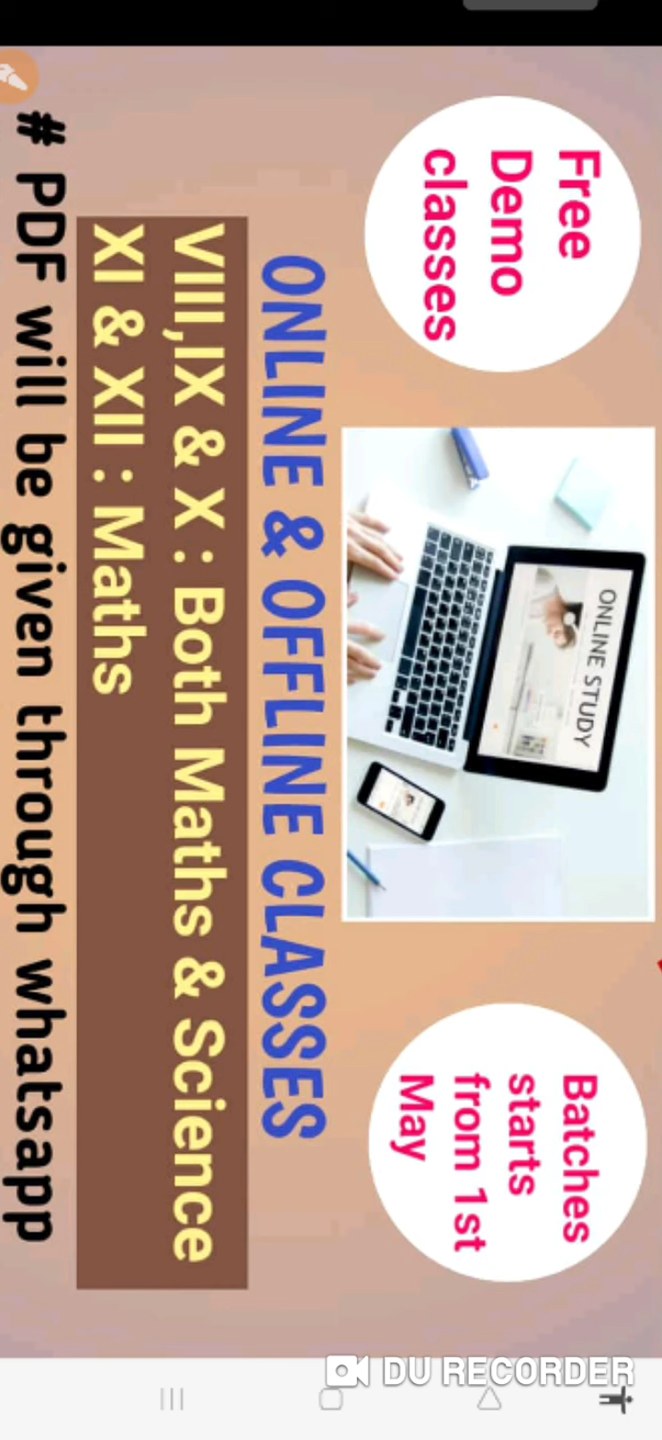 Free
Demo
classes
ONLINE STUDY
Batches
starts
from 1st
May
ONLINE & OFFLINE CLASSES
VIII,IX & X : Both Maths & Science
XI & XII : Maths
# PDF will be given through whatsapp
DU RECORDER